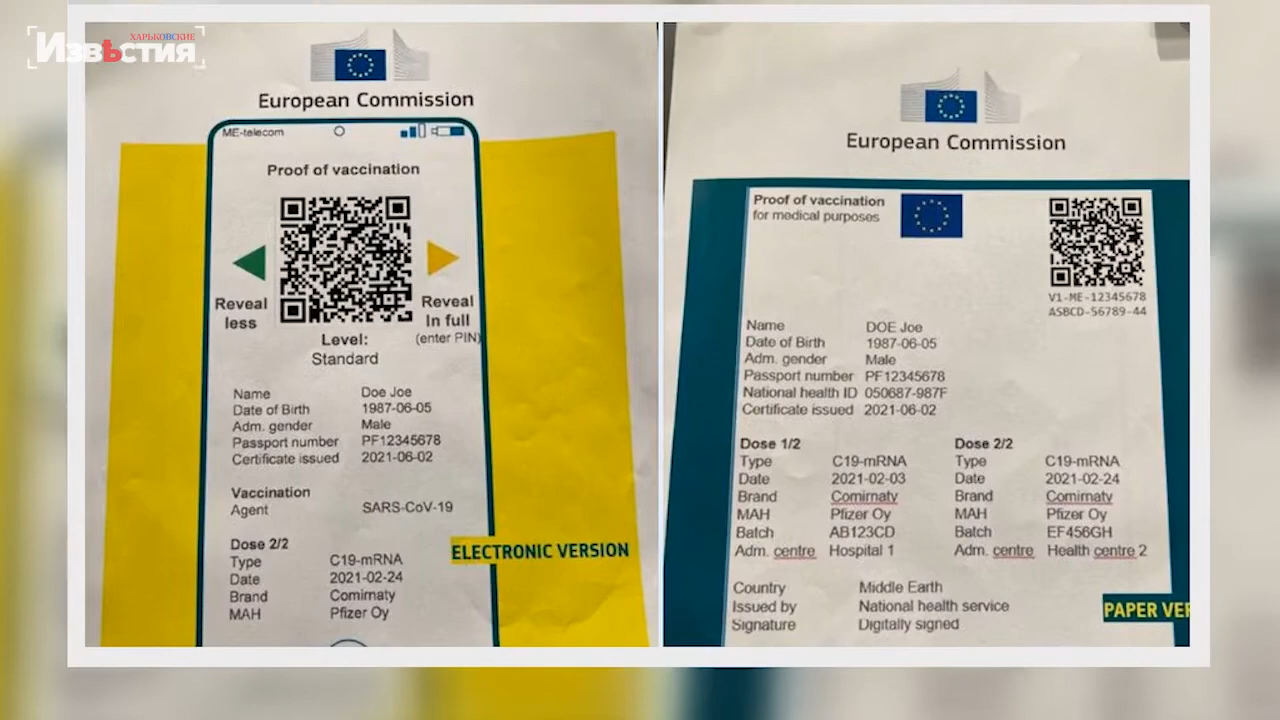 ХАРЬКОВСКИЕ
ИзвѣСТИЯ
European Commission
ME-telecom
Proof of vaccination
Reveal
less
Reveal
In full
(enter PIN)
Level:
Standard
Name Doe Joe
Date of Birth 1987-06-05
Adm. gender Male
Passport number PF12345678
Certificate issued 2021-06-02
Vaccination
Agent SARS-CoV-19
Dose 2/2
Type C19-mRNA
Date 2021-02-24
Brand Comirnaty
MAH Pfizer Oy
ELECTRONIC VERSION
European Commission
Proof of vaccination
for medical purposes
V1-ME-12345678
ASBCD-56789-44
Name DOE Joe
Date of Birth 1987-06-05
Adm. gender Male
Passport number PF12345678
National health ID 050687-987F
Certificate issued 2021-06-02
Dose 1/2 Dose 2/2
Type C19-mRNA Type C19-mRNA
Date 2021-02-03 Date 2021-02-24
Brand Comirnaty Brand Comirnaty
MAH Pfizer Oy MAH Pfizer Oy
Batch AB123CD Batch EF456GH
Adm. centre Hospital 1 Adm. centre Health centre 2
Country Middle Earth
Issued by National health service
Signature Digitally signed
PAPER VER